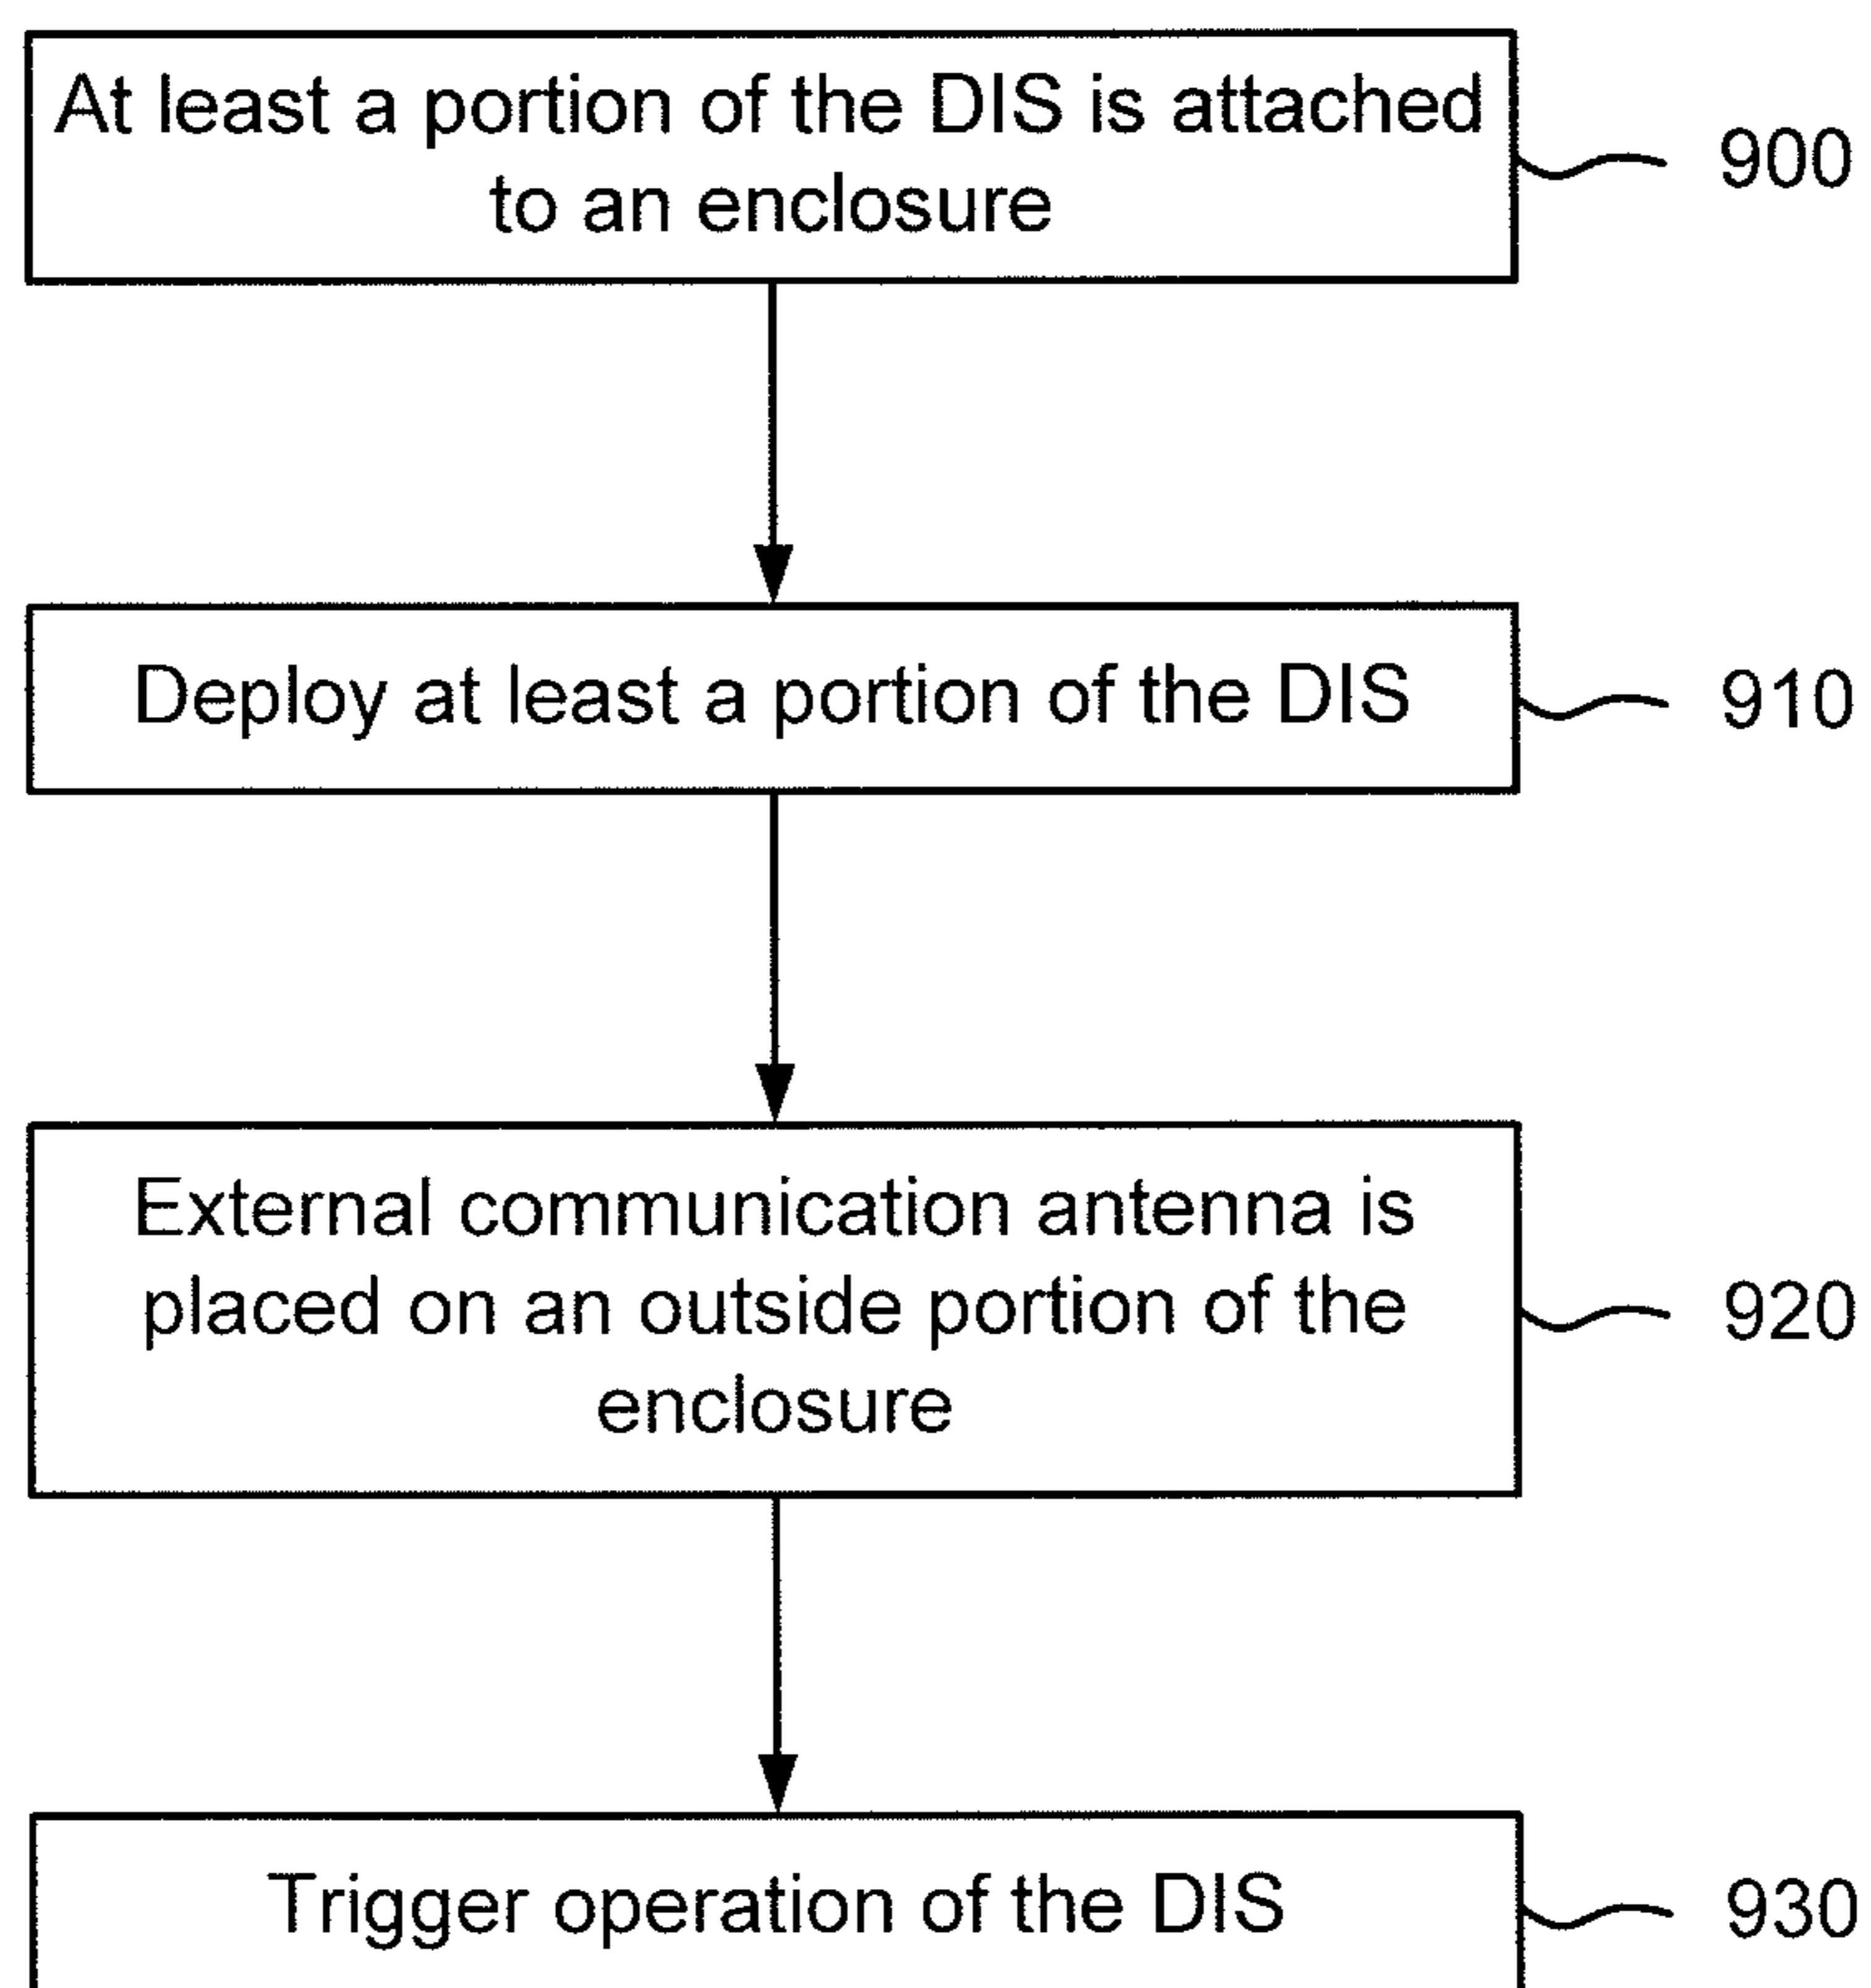 At least a portion of the DIS is attached
to an enclosure
900
Deploy at least a portion of the DIS
910
External communication antenna is
placed on an outside portion of the
enclosure
920
Trigger operation of the DIS
930